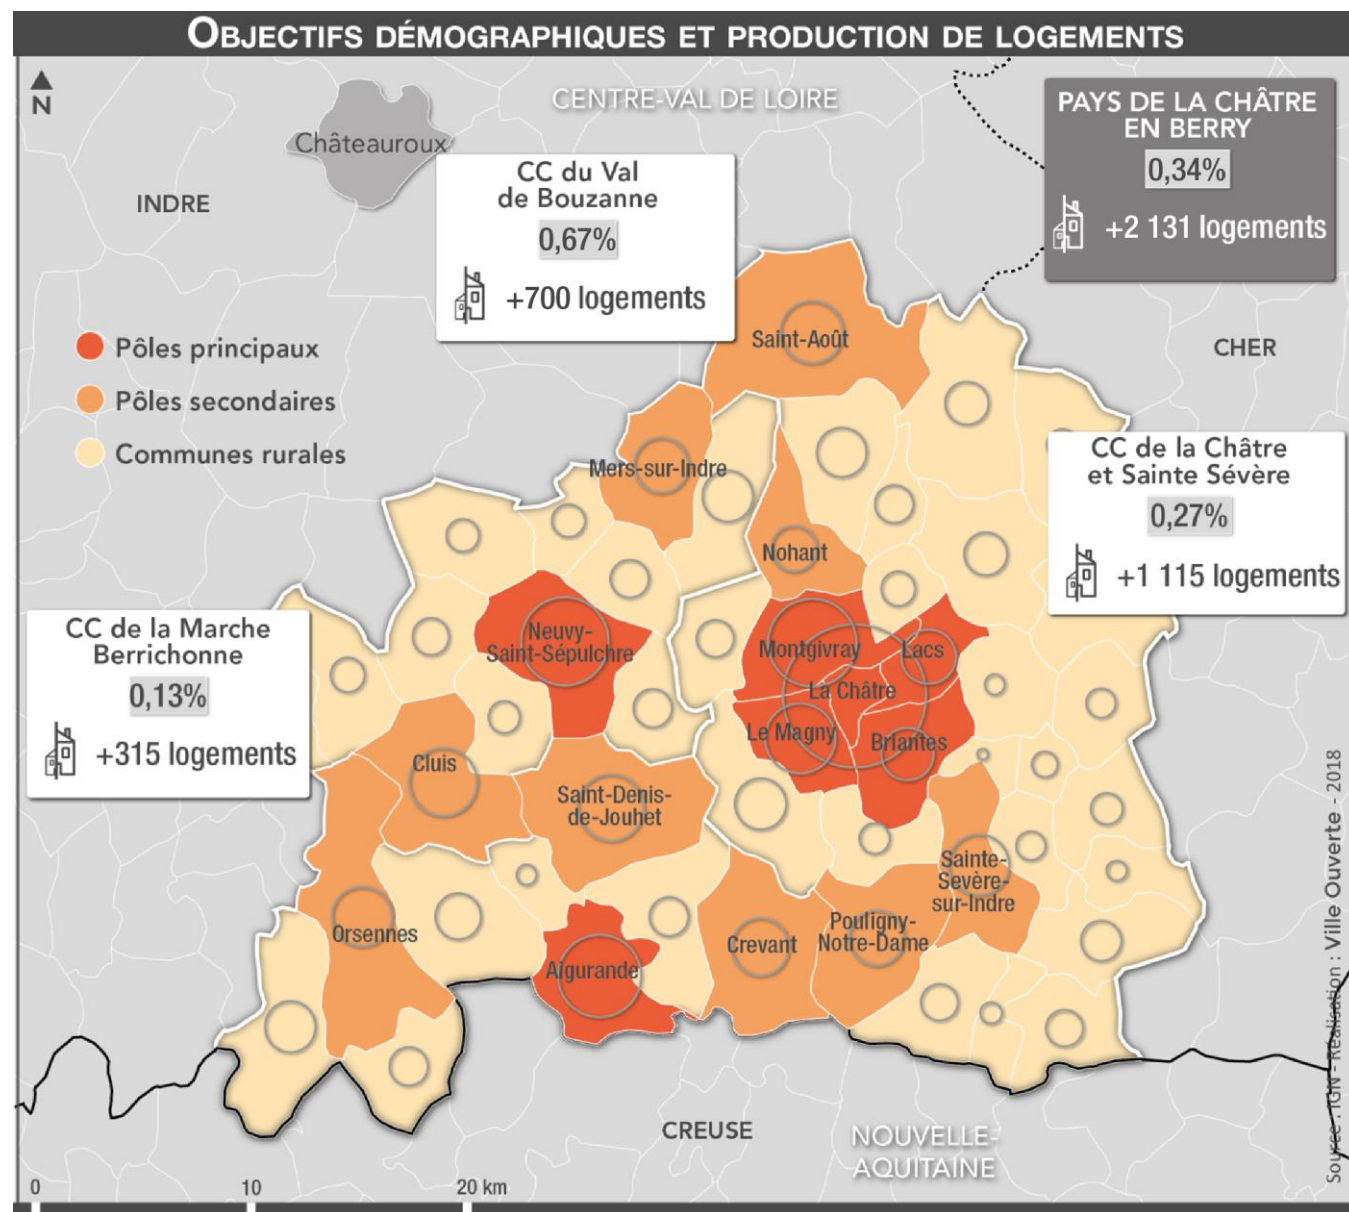 OBJECTIFS DÉMOGRAPHIQUES ET PRODUCTION DE LOGEMENTS
N
CENTRE-VAL DE LOIRE
Châteauroux
INDRE
PAYS DE LA CHÂTRE
EN BERRY
0,34%
+2 131 logements
CC du Val
de Bouzanne
0,67%
+700 logements
Pôles principaux
Pôles secondaires
Communes rurales
CHER
CC de la Châtre
et Sainte Sévère
0,27%
+1 115 logements
CC de la Marche
Berrichonne
0,13%
+315 logements
Saint-Août
Mers-sur-Indre
Nohant
Neuvy-
Saint-Sépulchre
Montgivray
Lacs
La Châtre
Le Magny
Briantes
Cluis
Saint-Denis-
de-Jouhet
Sainte-
Sevère-
sur-Indre
Orsennes
Aigurande
Crevant
Pouligny-
Notre-Dame
CREUSE
NOUVELLE-
AQUITAINE
0 10 20 km
Source : IGN - Réalisation : Ville Ouverte - 2018